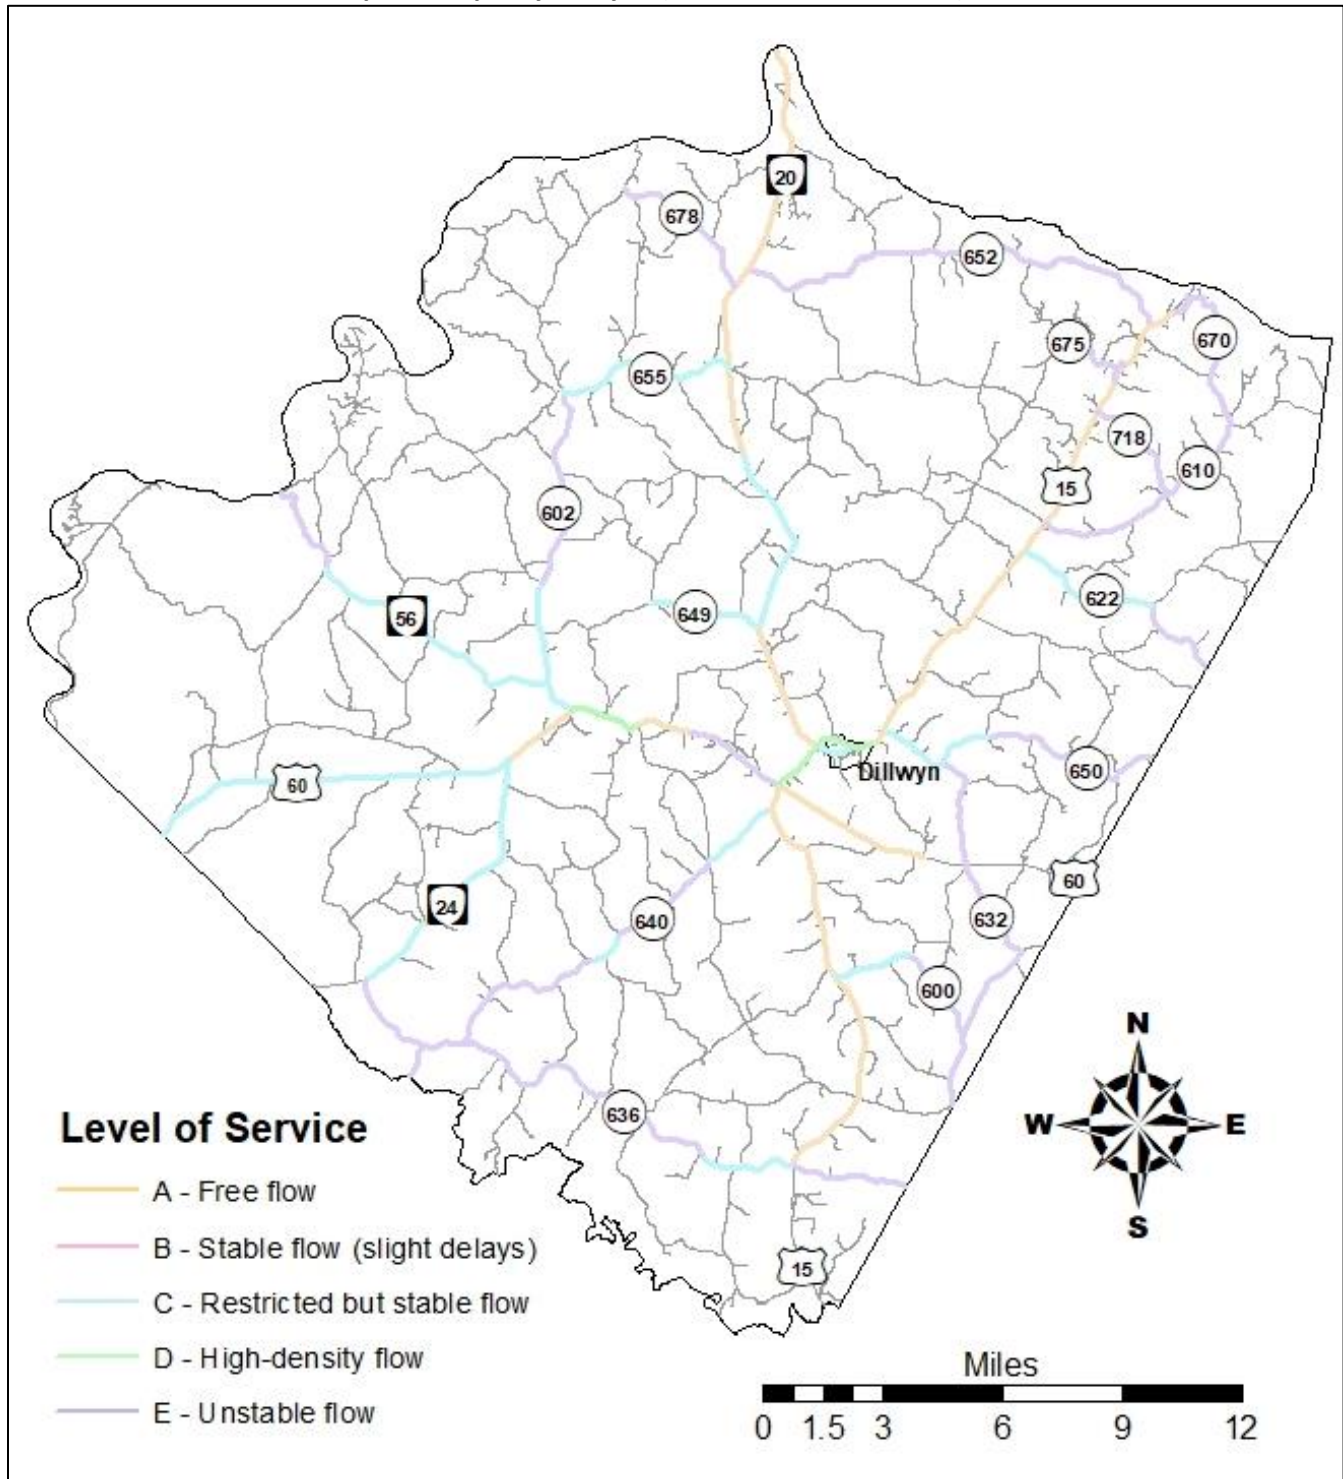 20
678
652
675
670
655
718
610
15
602
56
649
622
60
Dillwyn
650
60
24
640
632
600
636
15
N
W
E
S
Level of Service
A - Free flow
B - Stable flow (slight delays)
C - Restricted but stable flow
D - High-density flow
E - Unstable flow
Miles
0 1.5 3 6 9 12